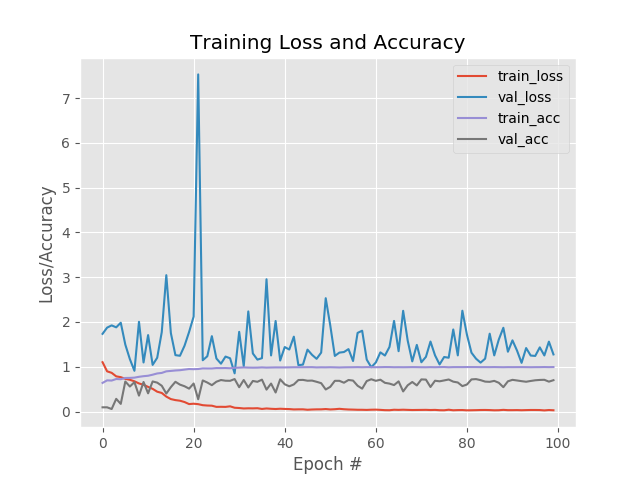 Training Loss and Accuracy
train_loss
val_loss
train_acc
val_acc
Loss/Accuracy
7
6
5
4
3
2
1
0
0 20 40 60 80 100
Epoch #